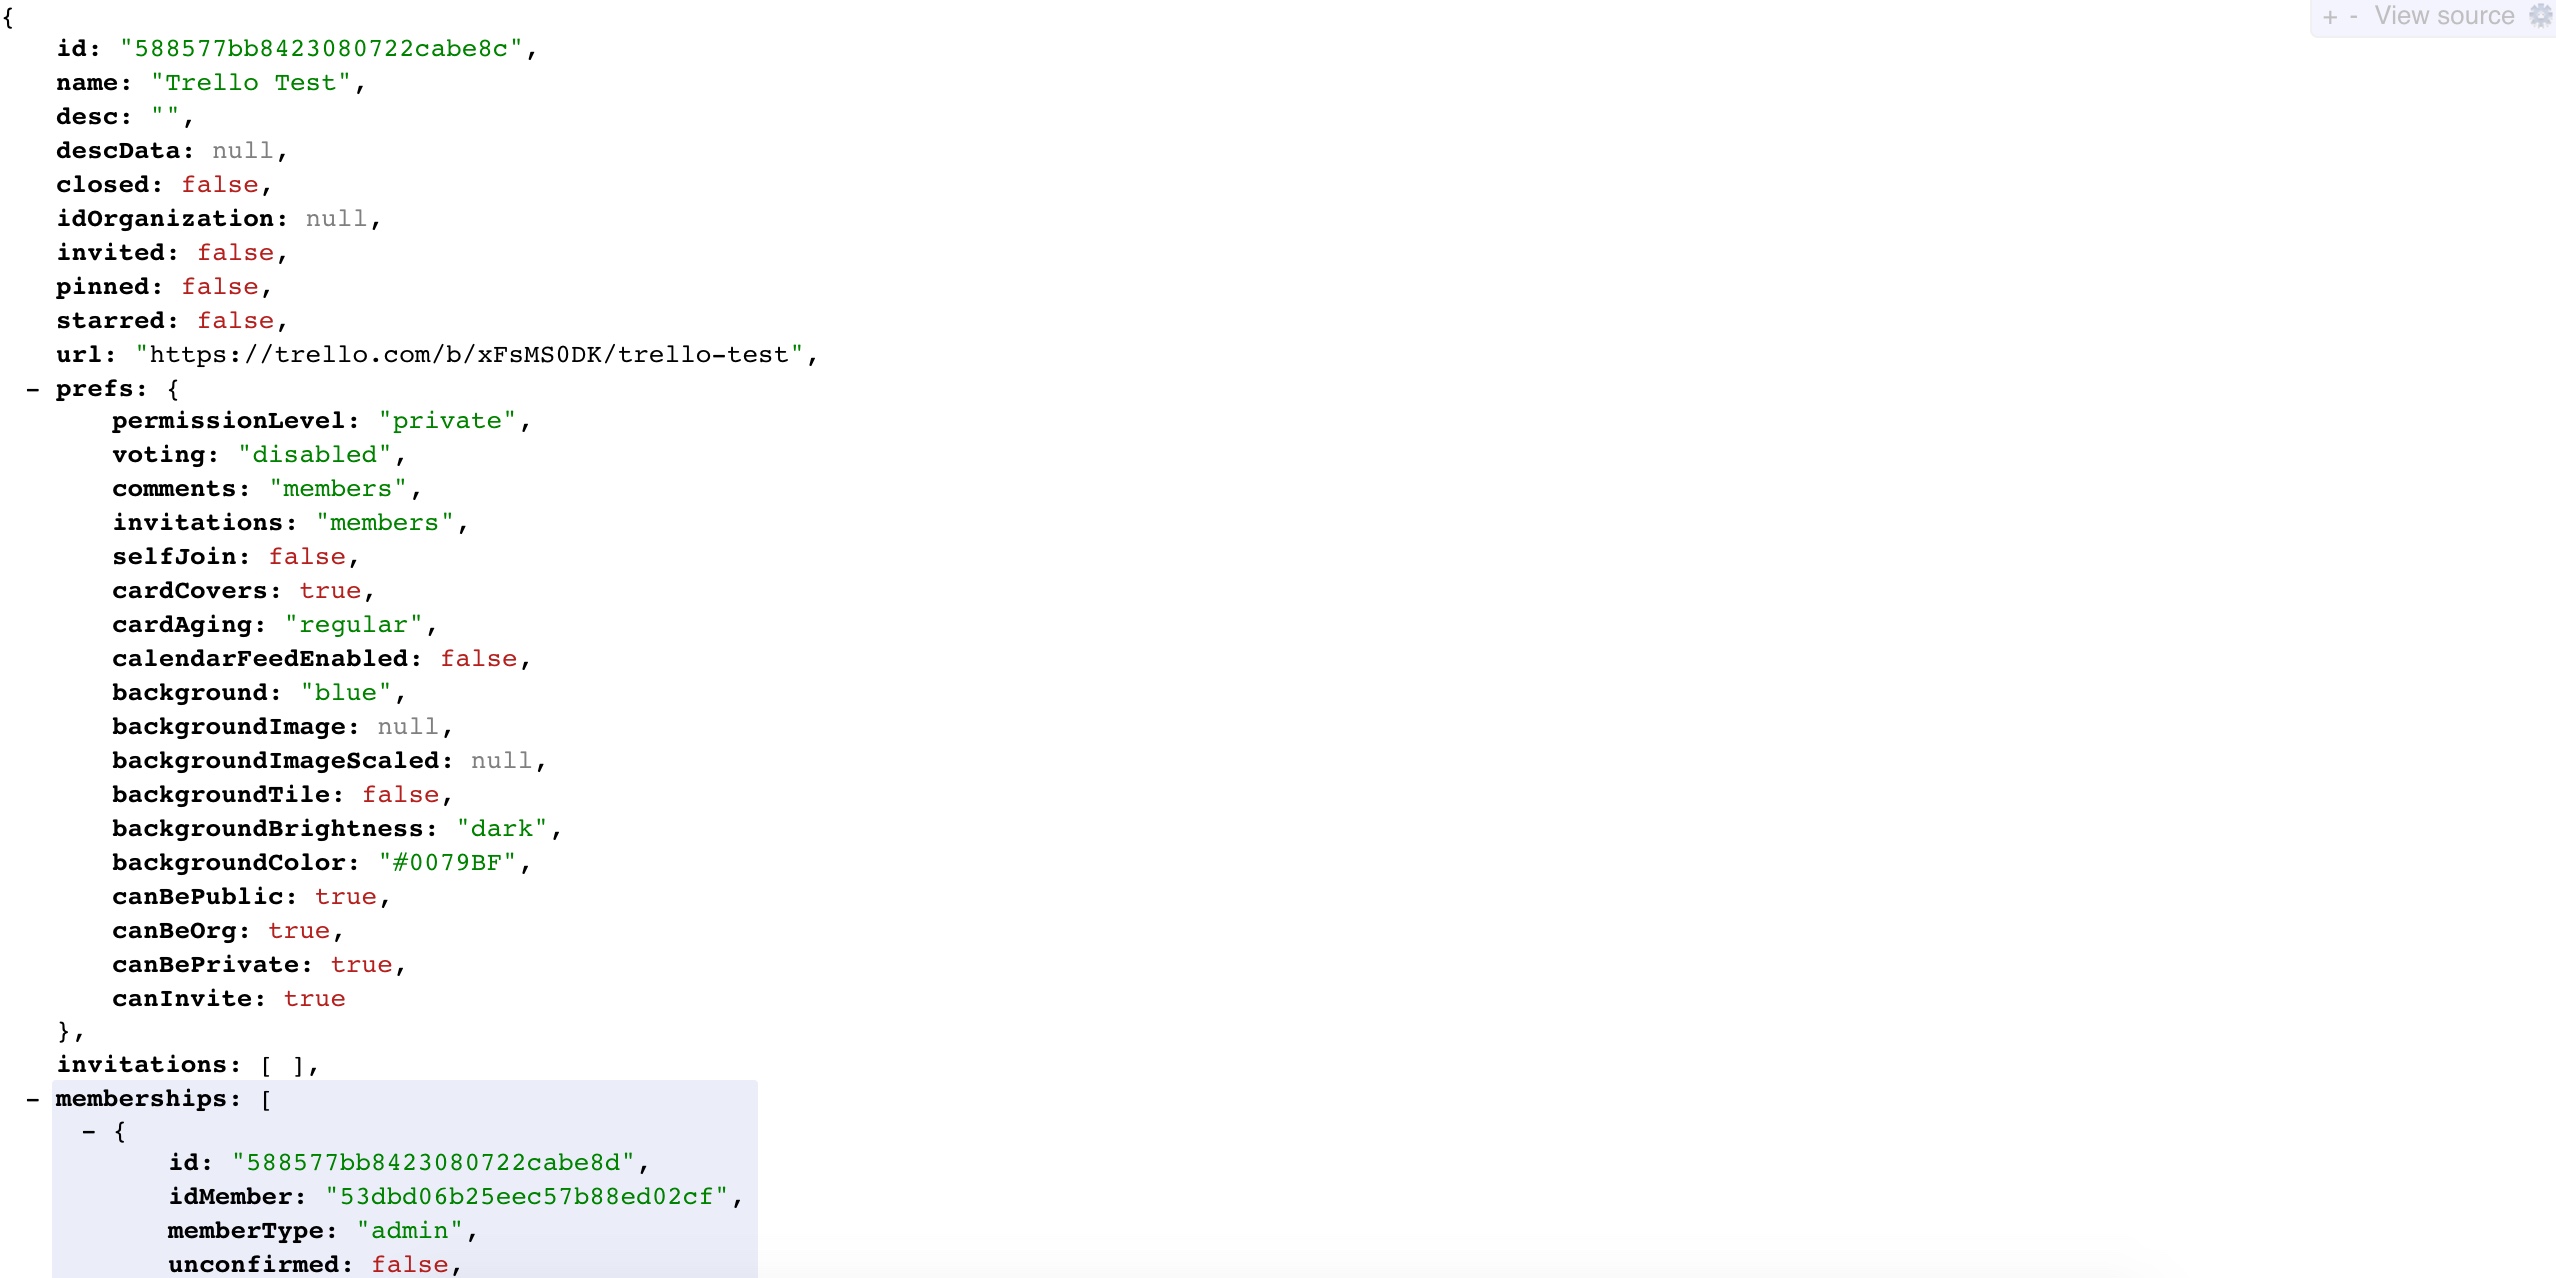 {
+ - View source
id: "588577bb8423080722cabe8c",
name: "Trello Test",
desc: "",
descData: null,
closed: false,
idOrganization: null,
invited: false,
pinned: false,
starred: false,
url: "https://trello.com/b/xFsMS0DK/trello-test",
- prefs: {
permissionLevel: "private",
voting: "disabled",
comments: "members",
invitations: "members",
selfJoin: false,
cardCovers: true,
cardAging: "regular",
calendarFeedEnabled: false,
background: "blue",
backgroundImage: null,
backgroundImageScaled: null,
backgroundTile: false,
backgroundBrightness: "dark",
backgroundColor: "#0079BF",
canBePublic: true,
canBeOrg: true,
canBePrivate: true,
canInvite: true
},
invitations: [ ],
- memberships: [
- {
id: "588577bb8423080722cabe8d",
idMember: "53dbd06b25eec57b88ed02cf",
memberType: "admin",
unconfirmed: false,